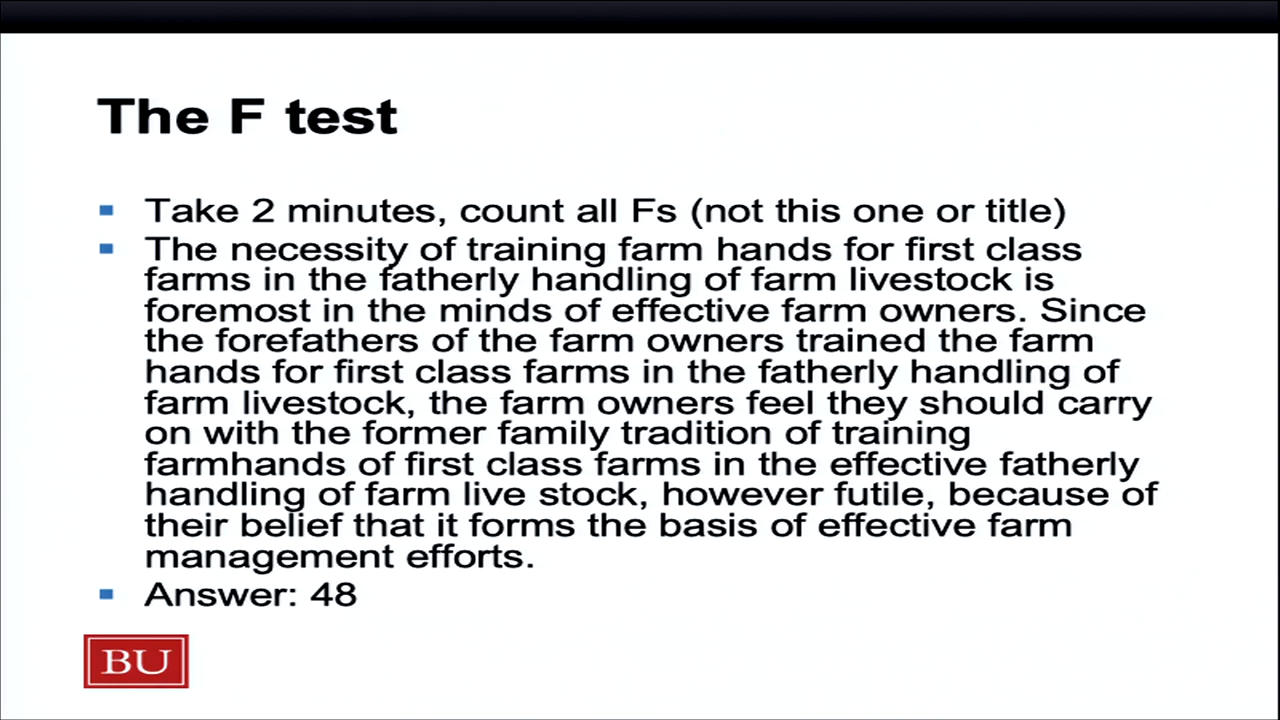 The F test
Take 2 minutes, count all Fs (not this one or title)
The necessity of training farm hands for first class
farms in the fatherly handling of farm livestock is
foremost in the minds of effective farm owners. Since
the forefathers of the farm owners trained the farm
hands for first class farms in the fatherly handling of
farm livestock, the farm owners feel they should carry
on with the former family tradition of training
farmhands of first class farms in the effective fatherly
handling of farm live stock, however futile, because of
their belief that it forms the basis of effective farm
management efforts.
Answer: 48
BU